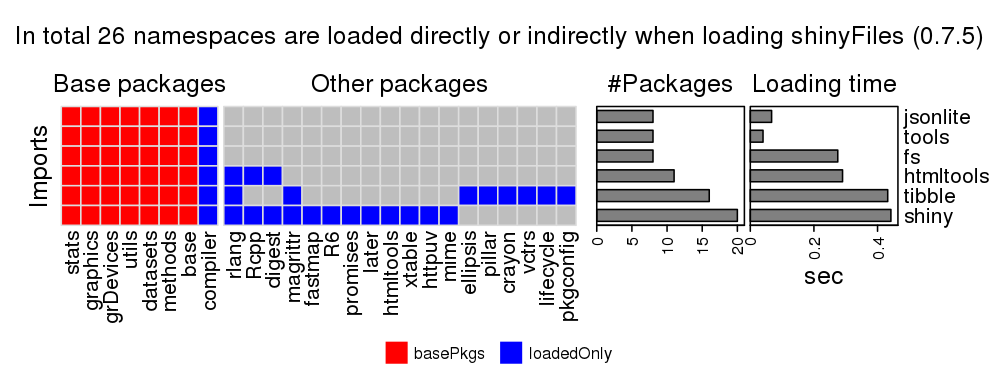 In total 26 namespaces are loaded directly or indirectly when loading shinyFiles (0.7.5)
Base packages
Other packages
#Packages
Loading time
Imports
jsonlite
tools
fs
htmltools
tibble
shiny
stats
graphics
grDevices
utils
datasets
methods
base
compiler
rlang
Rcpp
digest
magrittr
fastmap
R6
promises
later
htmltools
xtable
httpuv
mime
ellipsis
pillar
crayon
vctrs
lifecycle
pkgconfig
0 5 10 15 20
0 0.2 0.4
sec
basePkgs loadedOnly